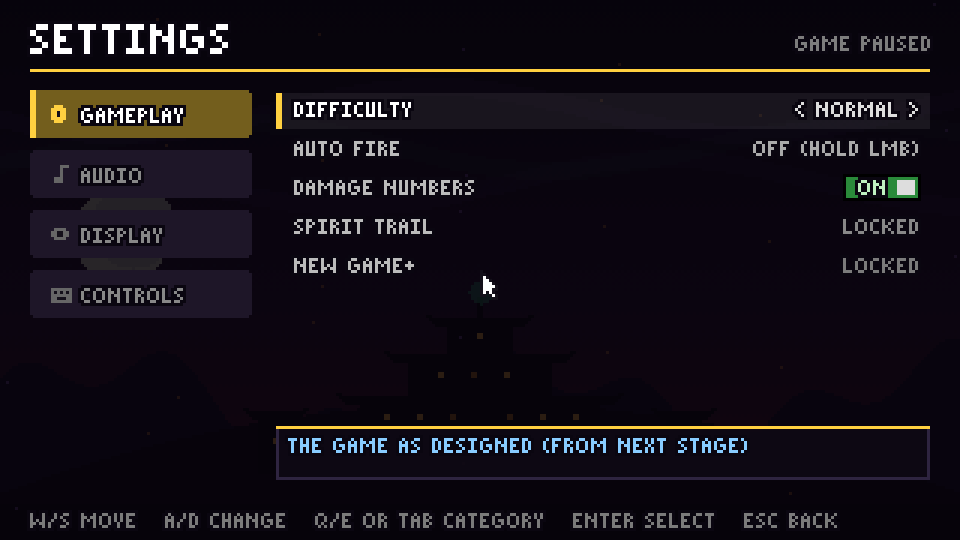 SETTINGS
GAME PAUSED
GAMEPLAY
AUDIO
DISPLAY
CONTROLS
DIFFICULTY < NORMAL >
AUTO FIRE OFF (HOLD LMB)
DAMAGE NUMBERS ON
SPIRIT TRAIL LOCKED
NEW GAME+ LOCKED
THE GAME AS DESIGNED (FROM NEXT STAGE)
W/S MOVE A/D CHANGE Q/E OR TAB CATEGORY ENTER SELECT ESC BACK